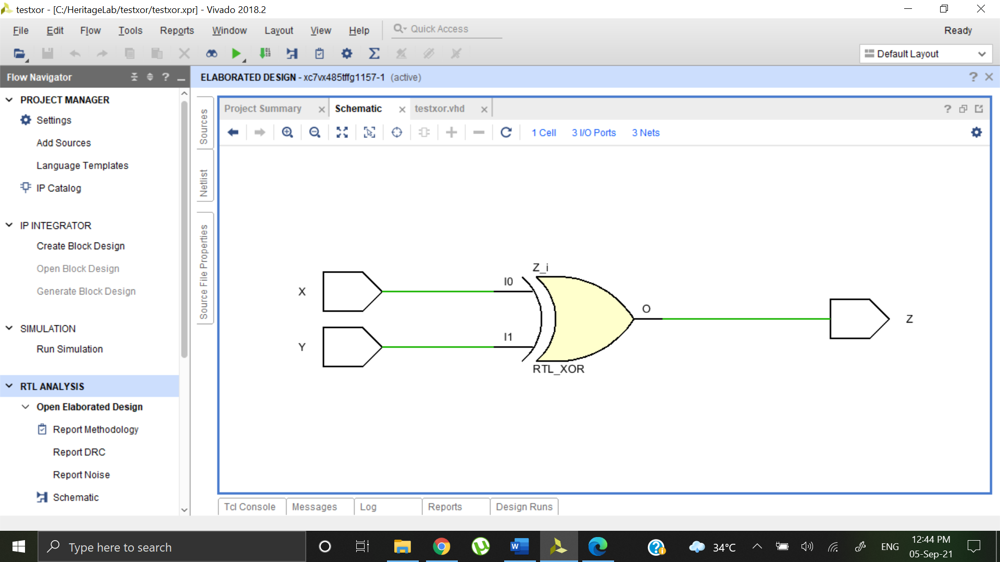 testxor - [C:/HeritageLab/testxor/testxor.xpr] - Vivado 2018.2
File Edit Flow Tools Reports Window Layout View Help Quick Access Ready
Default Layout
Flow Navigator
ELABORATED DESIGN - xc7vx485tffg1157-1 (active)
PROJECT MANAGER
Settings
Add Sources
Language Templates
IP Catalog
IP INTEGRATOR
Create Block Design
Open Block Design
Generate Block Design
SIMULATION
Run Simulation
RTL ANALYSIS
Open Elaborated Design
Report Methodology
Report DRC
Report Noise
Schematic
Sources
Netlist
Source File Properties
Project Summary Schematic testxor.vhd
1 Cell 3 I/O Ports 3 Nets
Z_i
X I0
O
Z
Y I1
RTL_XOR
Tcl Console Messages Log Reports Design Runs
Type here to search
34°C ENG 12:44 PM
05-Sep-21